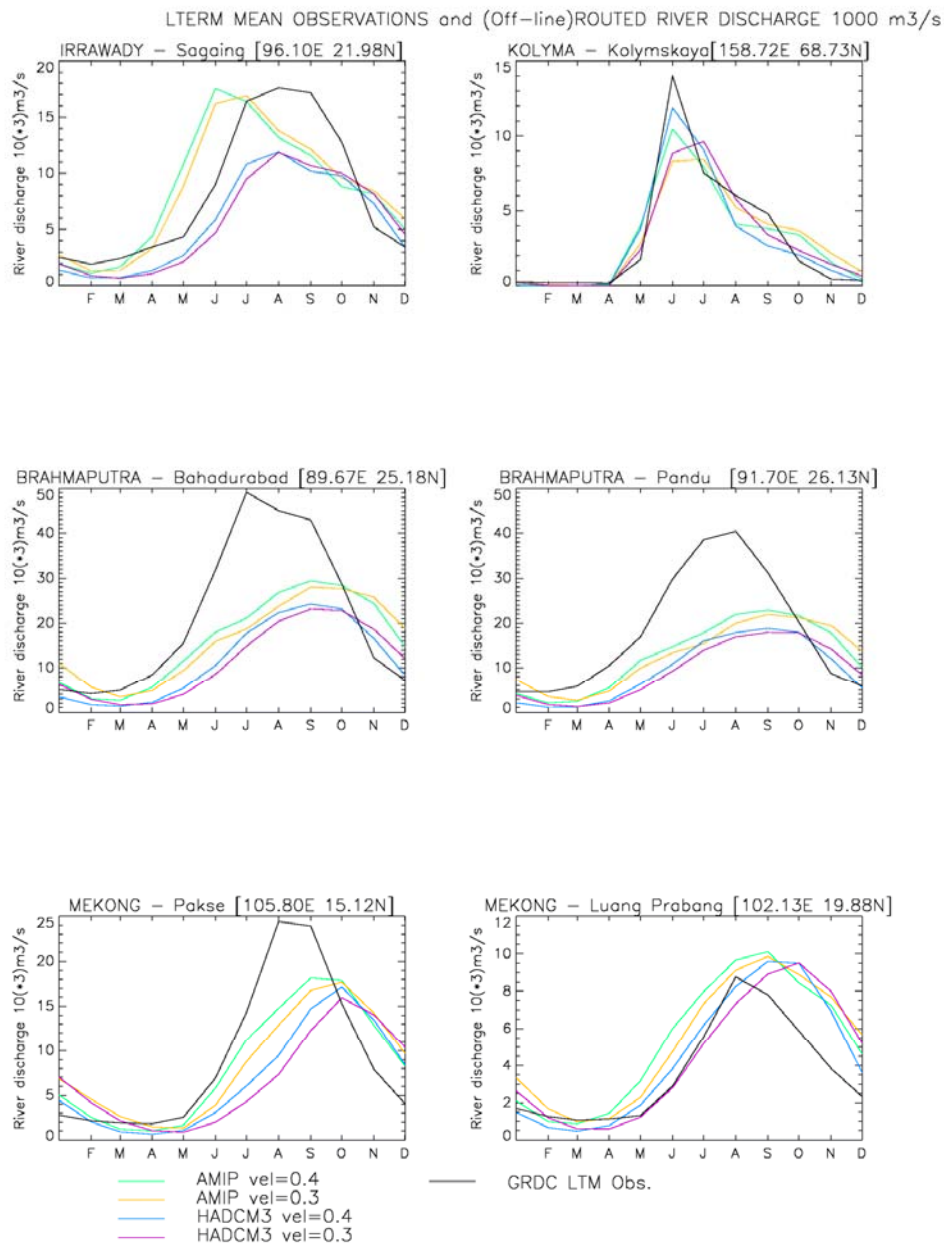 LTERM MEAN OBSERVATIONS and (Off-line)ROUTED RIVER DISCHARGE 1000 m3/s
IRRAWADY - Sagaing [96.10E 21.98N]
River discharge 10(*3)m3/s
20
15
10
5
0
F M A M J J A S O N D
KOLYMA - Kolymskaya[158.72E 68.73N]
River discharge 10(*3)m3/s
15
10
5
0
F M A M J J A S O N D
BRAHMAPUTRA - Bahadurabad [89.67E 25.18N]
River discharge 10(*3)m3/s
50
40
30
20
10
0
F M A M J J A S O N D
BRAHMAPUTRA - Pandu [91.70E 26.13N]
River discharge 10(*3)m3/s
50
40
30
20
10
0
F M A M J J A S O N D
MEKONG - Pakse [105.80E 15.12N]
River discharge 10(*3)m3/s
25
20
15
10
5
0
F M A M J J A S O N D
MEKONG - Luang Prabang [102.13E 19.88N]
River discharge 10(*3)m3/s
12
10
8
6
4
2
0
F M A M J J A S O N D
AMIP vel=0.4
AMIP vel=0.3
HADCM3 vel=0.4
HADCM3 vel=0.3
GRDC LTM Obs.